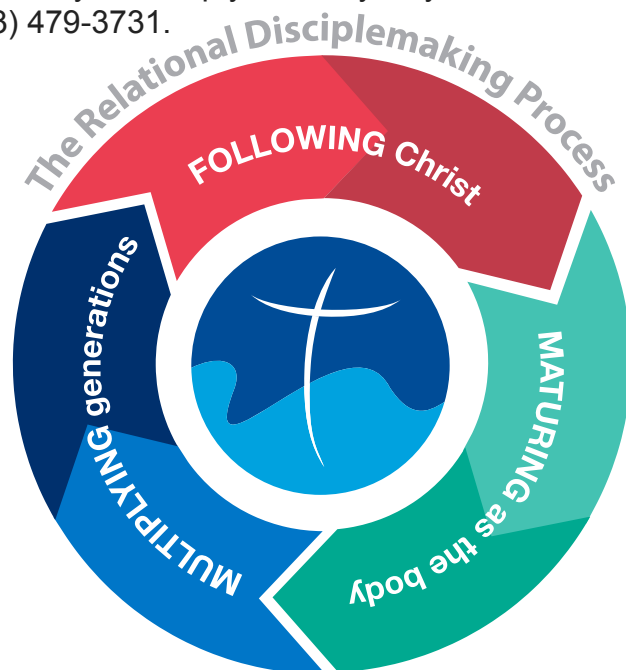 3) 479-3731.
The Relational Disciplemaking Process
FOLLOWING Christ
MATURING as the body
MULTIPLYING generations